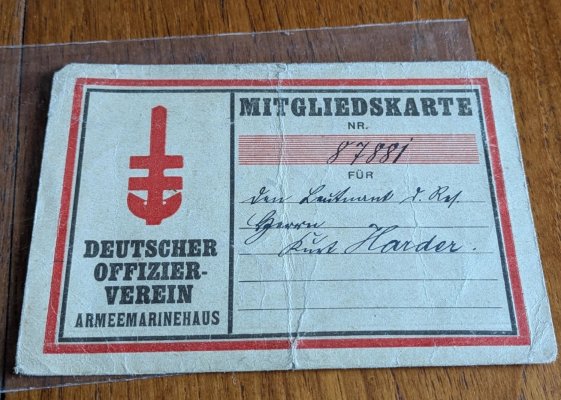 DEUTSCHER
OFFIZIER-
VEREIN
ARMEEMARINEHAUS
MITGLIEDSKARTE
NR.
87881
FÜR
den Leutnant d. Res.
Herrn
Kurt Harder.